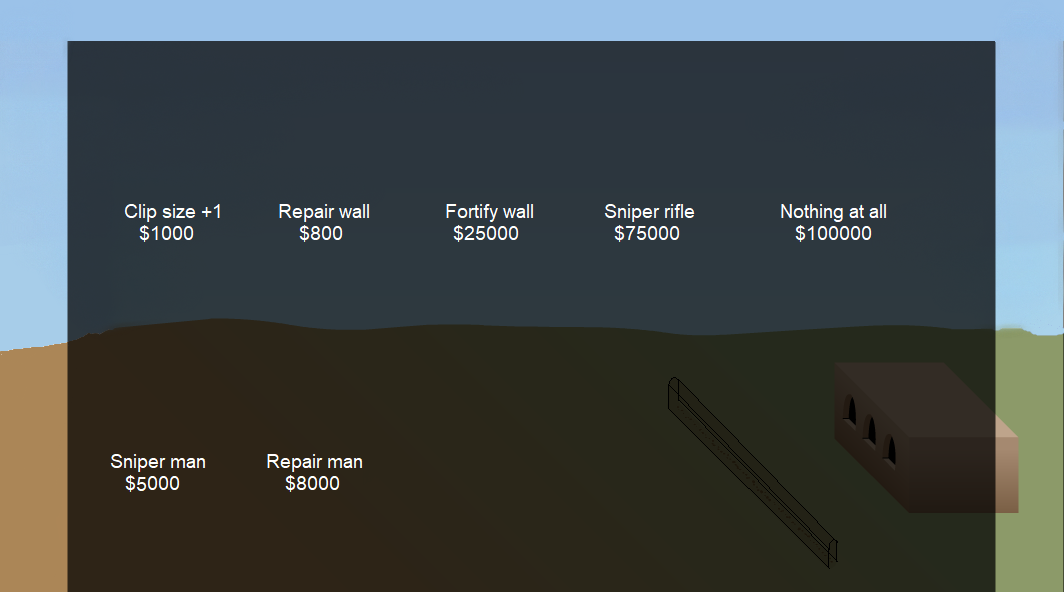 Clip size +1
$1000
Repair wall
$800
Fortify wall
$25000
Sniper rifle
$75000
Nothing at all
$100000
Sniper man
$5000
Repair man
$8000